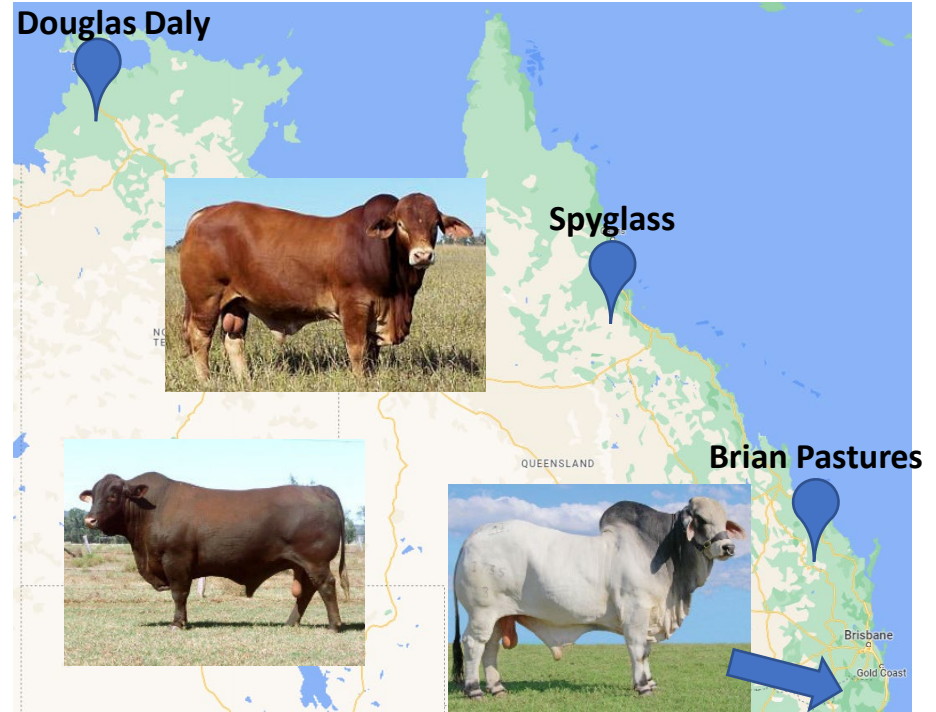 Douglas Daly
Spyglass
QUEENSLAND
Brian Pastures
Brisbane
Gold Coast